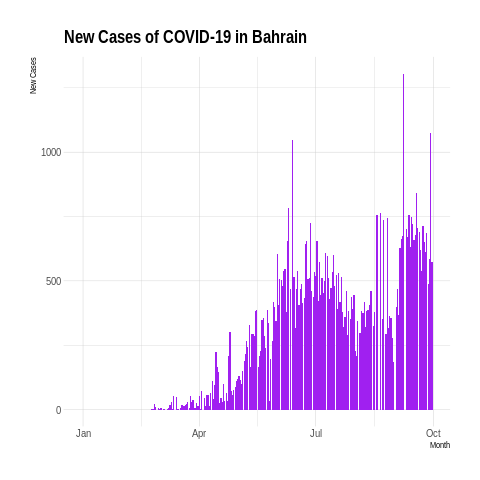 New Cases of COVID-19 in Bahrain
New Cases
1000
500
0
Jan Apr Jul Oct
Month